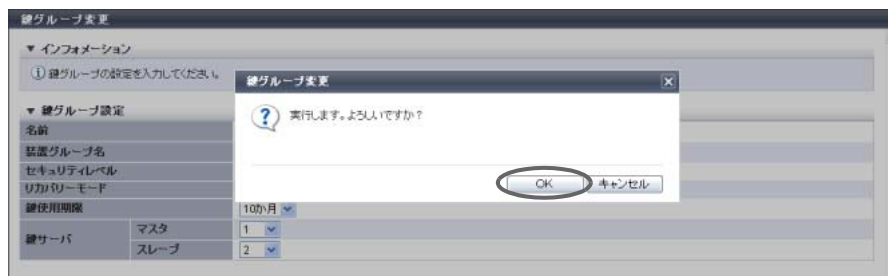 鍵グループ変更
▼ インフォメーション
鍵グループの設定を入力してください。
鍵グループ変更
実行します。よろしいですか？
OK キャンセル
▼ 鍵グループ設定
名前
装置グループ名
セキュリティレベル
リカバリーモード
鍵使用期限 10か月
鍵サーバ マスタ 1
スレーブ 2